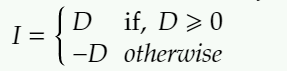 I = { D if, D ⩾ 0
−D otherwise